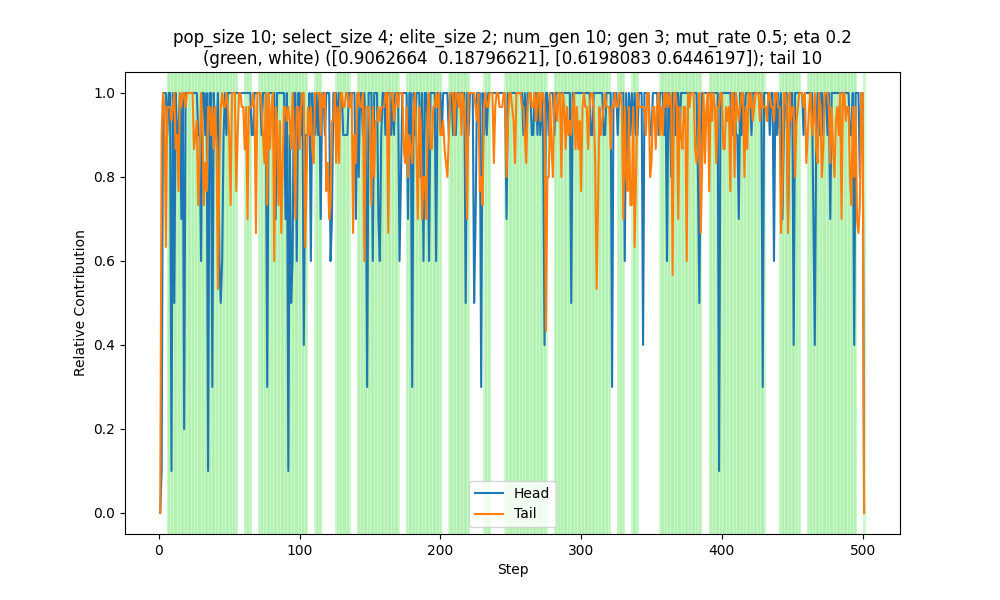 pop_size 10; select_size 4; elite_size 2; num_gen 10; gen 3; mut_rate 0.5; eta 0.2
(green, white) ([0.9062664  0.18796621], [0.6198083 0.6446197]); tail 10
Relative Contribution
1.0
0.8
0.6
0.4
0.2
0.0
Head
Tail
0
100
200
300
400
500
Step